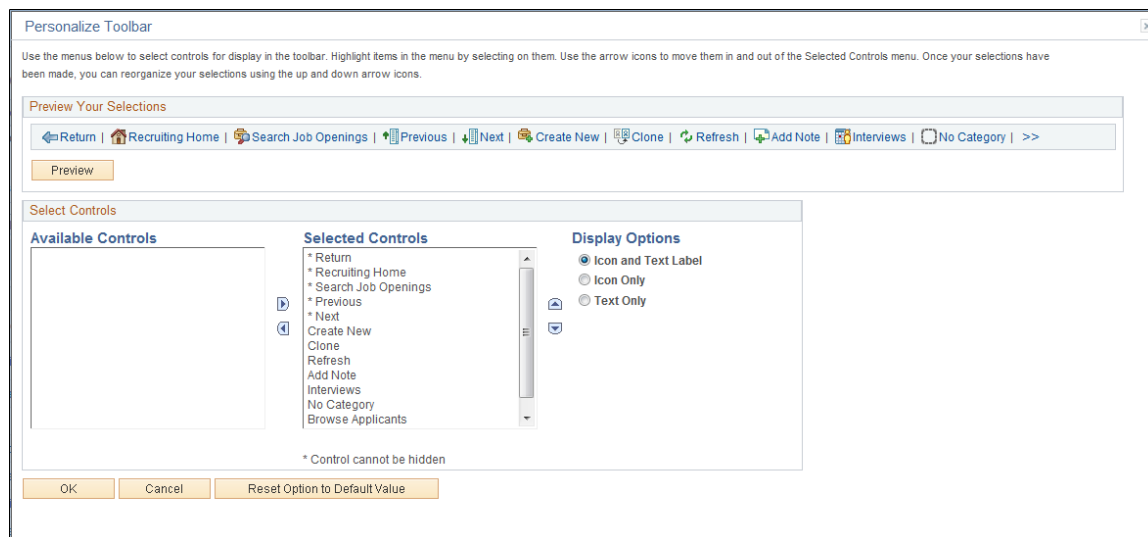 Personalize Toolbar
Use the menus below to select controls for display in the toolbar. Highlight items in the menu by selecting on them. Use the arrow icons to move them in and out of the Selected Controls menu. Once your selections have
been made, you can reorganize your selections using the up and down arrow icons.
Preview Your Selections
Return | Recruiting Home | Search Job Openings | Previous | Next | Create New | Clone | Refresh | Add Note | Interviews | No Category | >>
Preview
Select Controls
Available Controls
Selected Controls
* Return
* Recruiting Home
* Search Job Openings
* Previous
* Next
Create New
Clone
Refresh
Add Note
Interviews
No Category
Browse Applicants
* Control cannot be hidden
Display Options
Icon and Text Label
Icon Only
Text Only
OK
Cancel
Reset Option to Default Value